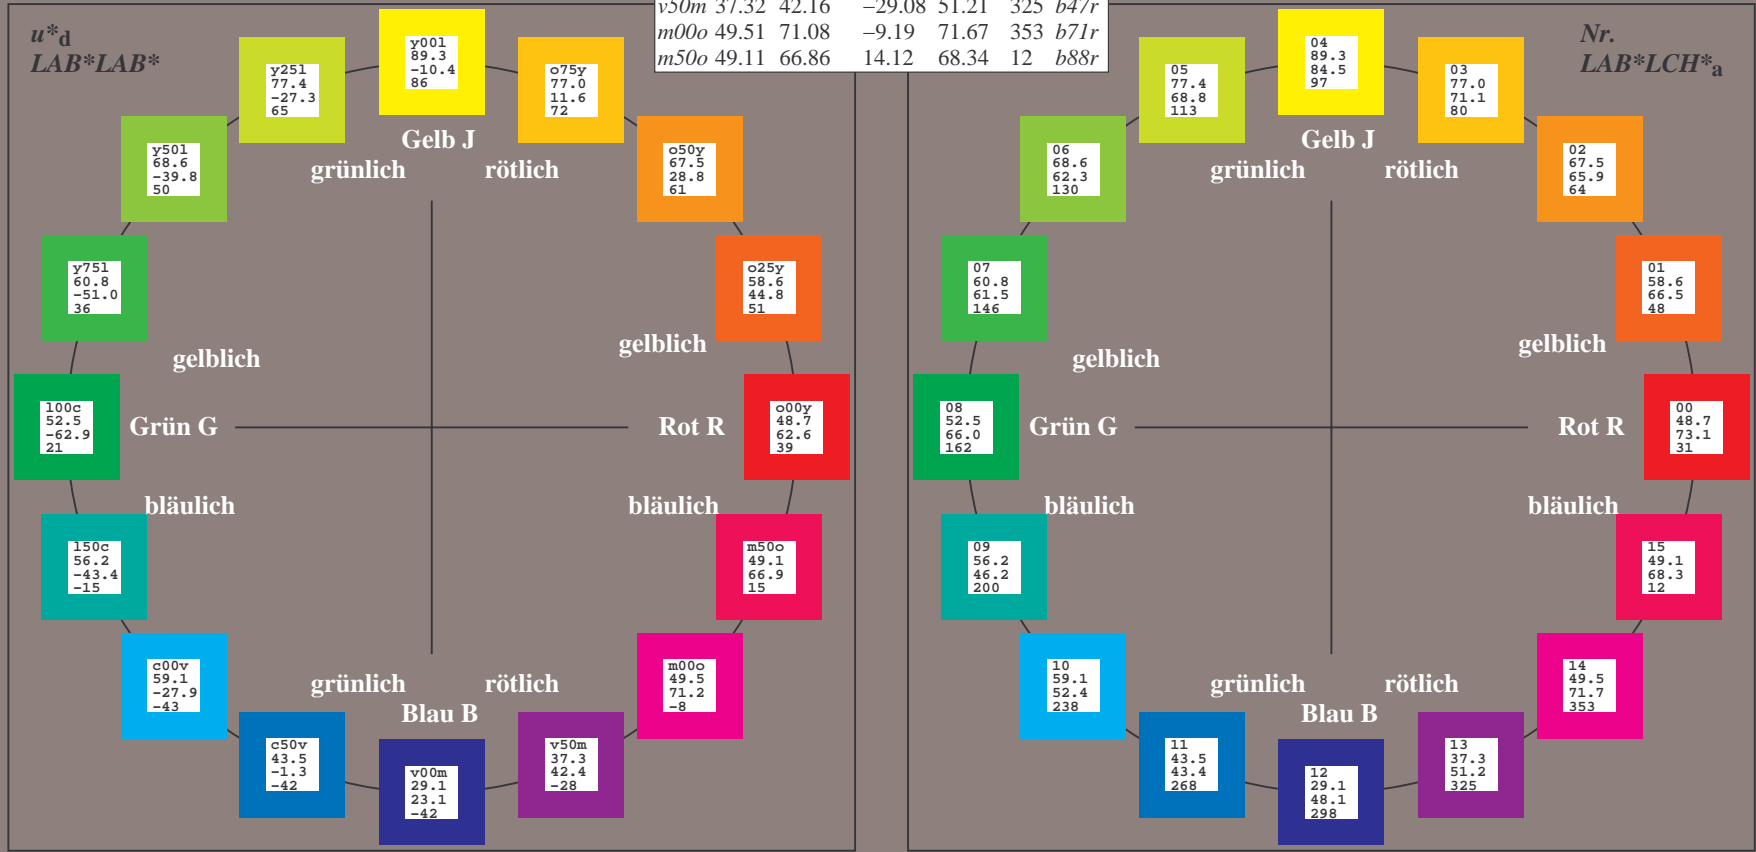 v50m 37.32 42.16 −29.08 51.21 325 b47r
m00o 49.51 71.08 −9.19 71.67 353 b71r
m50o 49.11 66.86 14.12 68.34 12 b88r
u*d
LAB*LAB*
y00l
89.3
-10.4
86
y25l
77.4
-27.3
65
o75y
77.0
11.6
72
Gelb J
grünlich
rötlich
y50l
68.6
-39.8
50
o50y
67.5
28.8
61
y75l
60.8
-51.0
36
o25y
58.6
44.8
51
gelblich
gelblich
l00c
52.5
-62.9
21
Grün G
Rot R
o00y
48.7
62.6
39
bläulich
bläulich
l50c
56.2
-43.4
-15
m50o
49.1
66.9
15
c00v
59.1
-27.9
-43
m00o
49.5
71.2
-8
grünlich
rötlich
Blau B
c50v
43.5
-1.3
-42
v00m
29.1
23.1
-42
v50m
37.3
42.4
-28
Nr.
LAB*LCH*a
04
89.3
84.5
97
05
77.4
68.8
113
03
77.0
71.1
80
Gelb J
grünlich
rötlich
06
68.6
62.3
130
02
67.5
65.9
64
07
60.8
61.5
146
01
58.6
66.5
48
gelblich
gelblich
08
52.5
66.0
162
Grün G
Rot R
00
48.7
73.1
31
bläulich
bläulich
09
56.2
46.2
200
15
49.1
68.3
12
10
59.1
52.4
238
14
49.5
71.7
353
grünlich
rötlich
Blau B
11
43.5
43.4
268
12
29.1
48.1
298
13
37.3
51.2
325